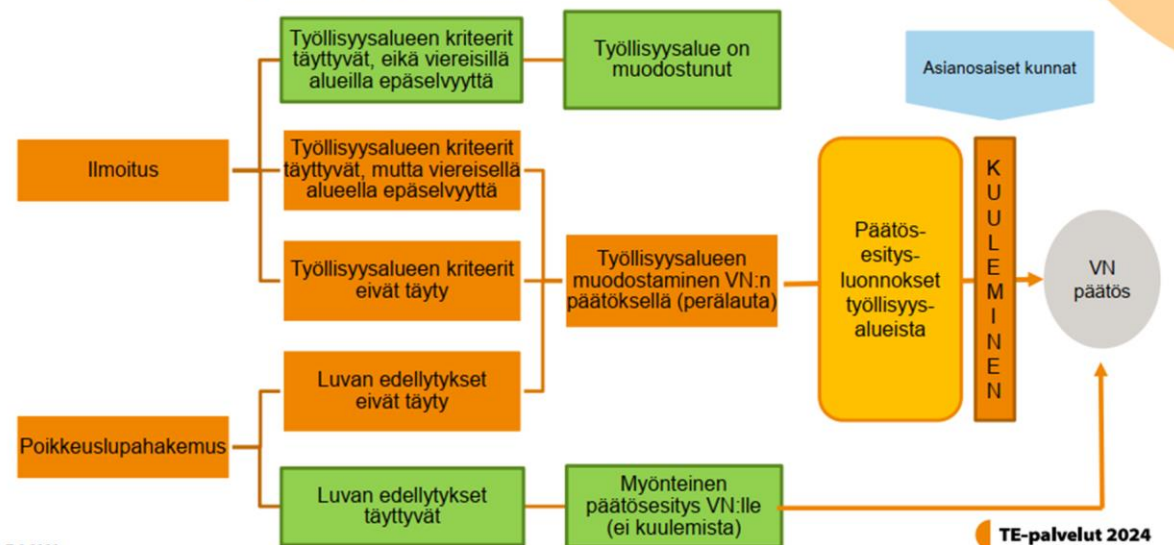 Työllisyysalueen kriteerit
täyttyvät, eikä viereisillä
alueilla epäselvyyttä
Työllisyysalue on
muodostunut
Asianosaiset kunnat
Ilmoitus
Työllisyysalueen kriteerit
täyttyvät, mutta viereisellä
alueella epäselvyyttä
Työllisyysalueen kriteerit
eivät täyty
Työllisyysalueen
muodostaminen VN:n
päätöksellä (perälauta)
Päätös-
esitys-
luonnokset
työllisyys-
alueista
K
U
U
L
E
M
I
N
E
N
VN
päätös
Luvan edellytykset
eivät täyty
Poikkeuslupahakemus
Luvan edellytykset
täyttyvät
Myönteinen
päätösesitys VN:lle
(ei kuulemista)
TE-palvelut 2024